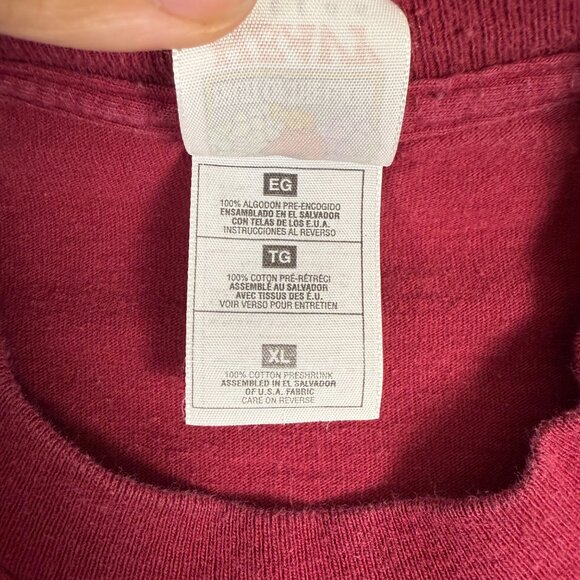 EG
100% ALGODON PRE-ENCOGIDO
ENSAMBLADO EN EL SALVADOR
CON TELAS DE LOS E.U.A.
INSTRUCCIONES AL REVERSO
TG
100% COTON PRÉ-RÉTRÉCI
ASSEMBLÉ AU SALVADOR
AVEC TISSUS DES É.U.
VOIR VERSO POUR ENTRETIEN
XL
100% COTTON PRESHRUNK
ASSEMBLED IN EL SALVADOR
OF U.S.A. FABRIC
CARE ON REVERSE